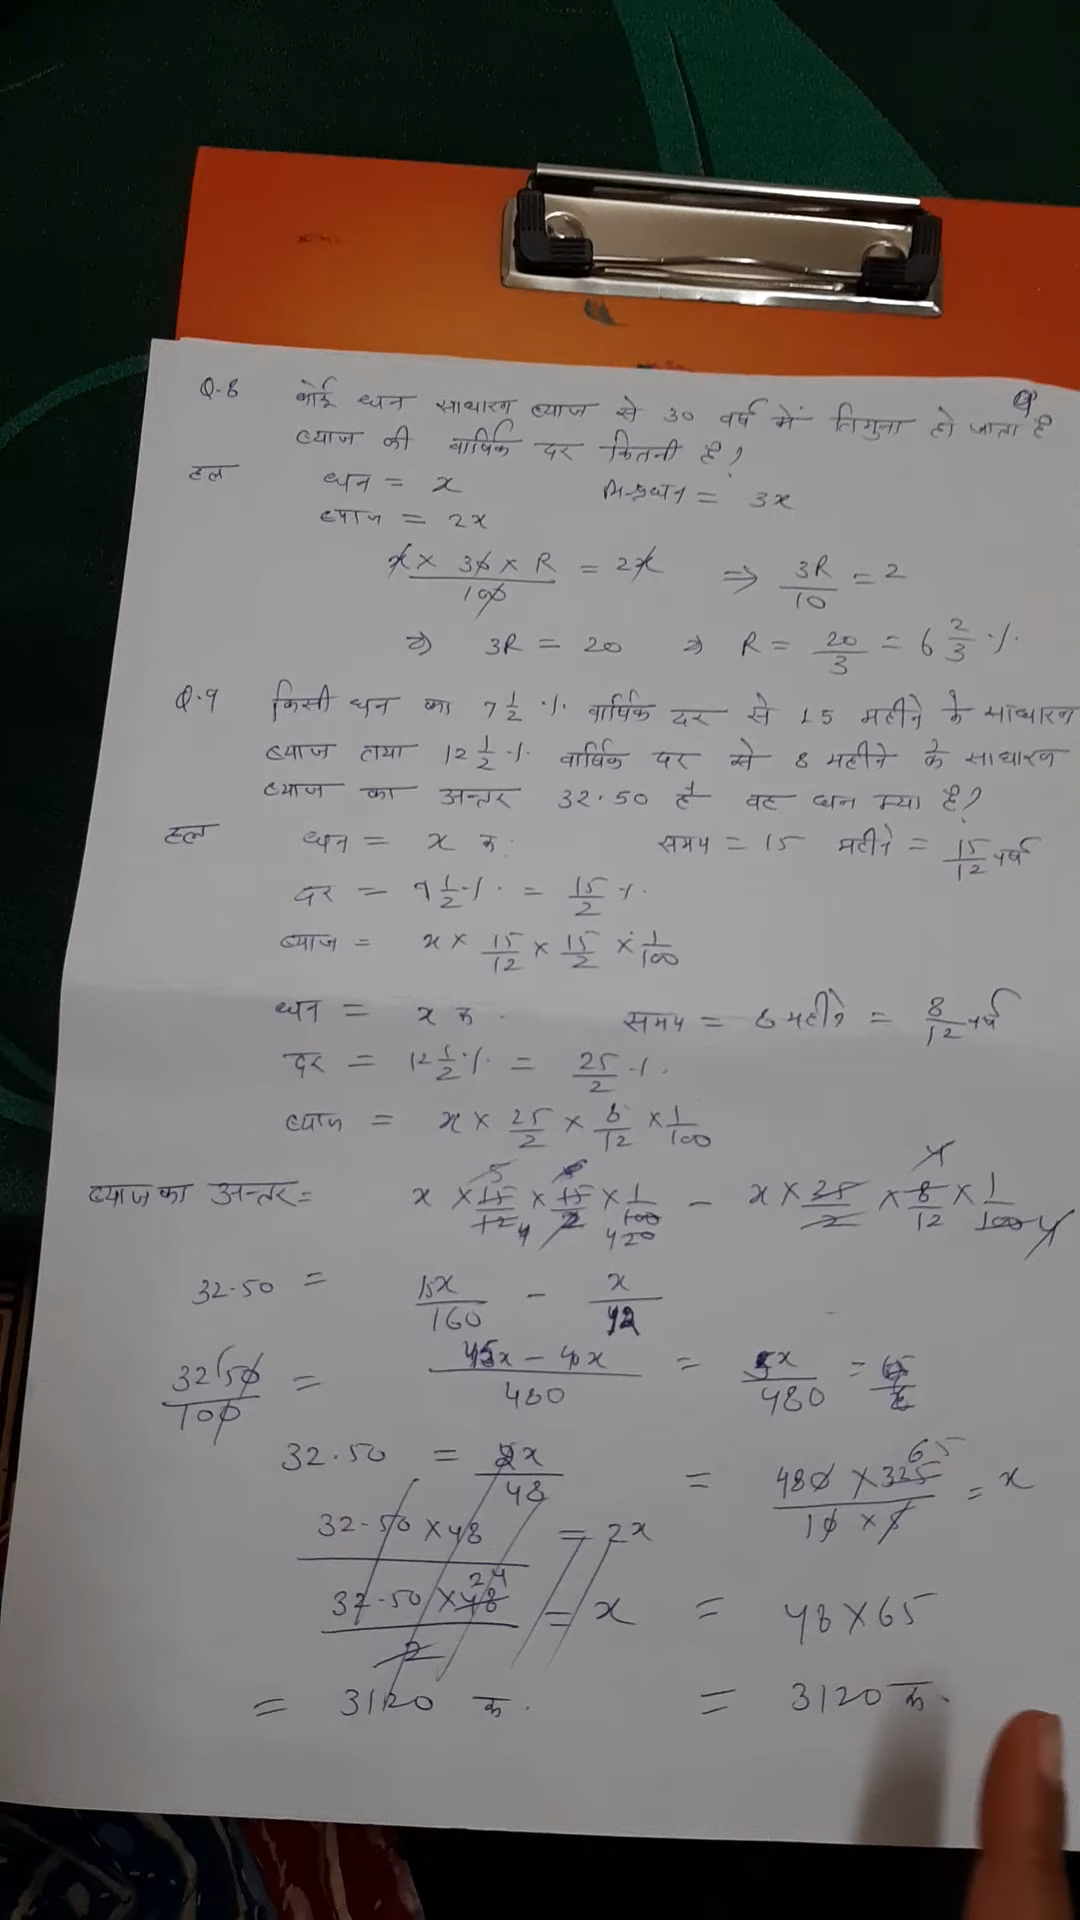 Q.8 कोई धन साधारण ब्याज से 30 वर्ष में तिगुना हो जाता है
ब्याज की वार्षिक दर कितनी है?
हल धन = x मिश्रधन = 3x
ब्याज = 2x
x × 30 × R / 100 = 2x ⇒ 3R / 10 = 2
⇒ 3R = 20 ⇒ R = 20/3 = 6 2/3 %
Q.9 किसी धन का 7 1/2 % वार्षिक दर से 15 महीने के साधारण
ब्याज तथा 12 1/2 % वार्षिक दर से 8 महीने के साधारण
ब्याज का अन्तर 32.50 है वह धन क्या है?
हल धन = x रू. समय = 15 महीने = 15/12 वर्ष
दर = 7 1/2 % = 15/2 %
ब्याज = x × 15/12 × 15/2 × 1/100
धन = x रू. समय = 8 महीने = 8/12 वर्ष
दर = 12 1/2 % = 25/2 %
ब्याज = x × 25/2 × 8/12 × 1/100
ब्याज का अन्तर = x × 15/12 × 15/2 × 1/100 - x × 25/2 × 8/12 × 1/100
32.50 = 15x/160 - x/12
3250/100 = 45x - 40x / 480 = 5x/480
32.50 = x/48 = 480 × 325 / 10 × 5 = x
32.50 × 48 = 2x
32.50 × 48 / 2 = x = 48 × 65
= 3120 रू. = 3120 रू.